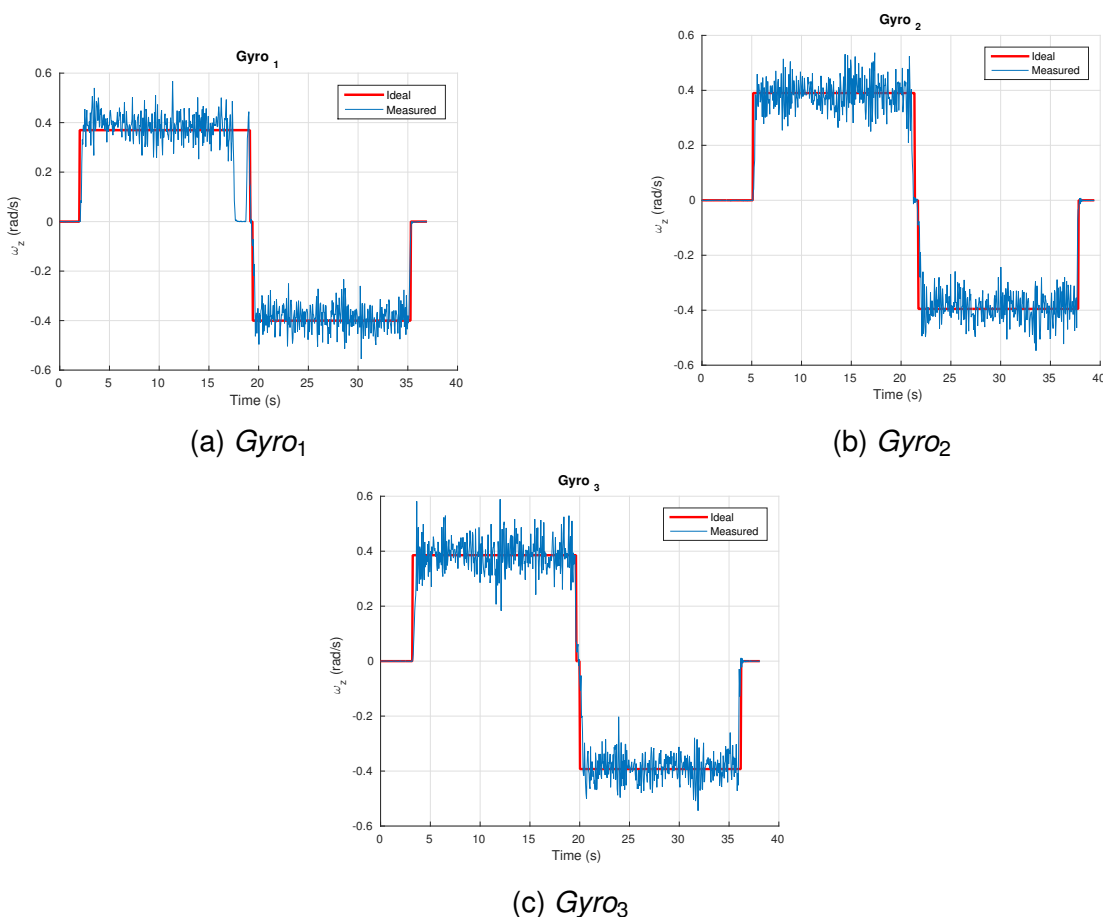 Gyro 1
0.6
0.4
0.2
0
-0.2
-0.4
-0.6
ω_z (rad/s)
0 5 10 15 20 25 30 35 40
Time (s)
Ideal
Measured
(a) Gyro1
Gyro 2
0.6
0.4
0.2
0
-0.2
-0.4
-0.6
ω_z (rad/s)
0 5 10 15 20 25 30 35 40
Time (s)
Ideal
Measured
(b) Gyro2
Gyro 3
0.6
0.4
0.2
0
-0.2
-0.4
-0.6
ω_z (rad/s)
0 5 10 15 20 25 30 35 40
Time (s)
Ideal
Measured
(c) Gyro3